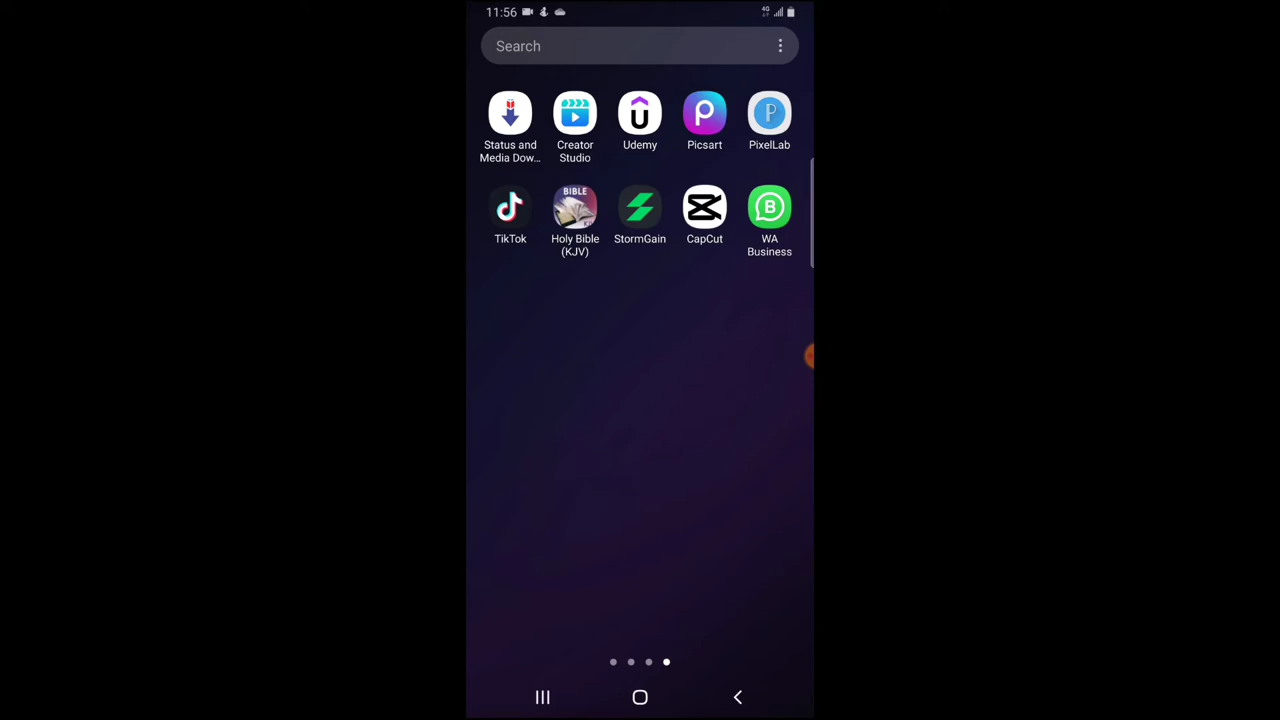 11:56
4G
Search
Status and Media Dow...
Creator Studio
Udemy
Picsart
PixelLab
TikTok
BIBLE
Holy Bible (KJV)
StormGain
CapCut
WA Business